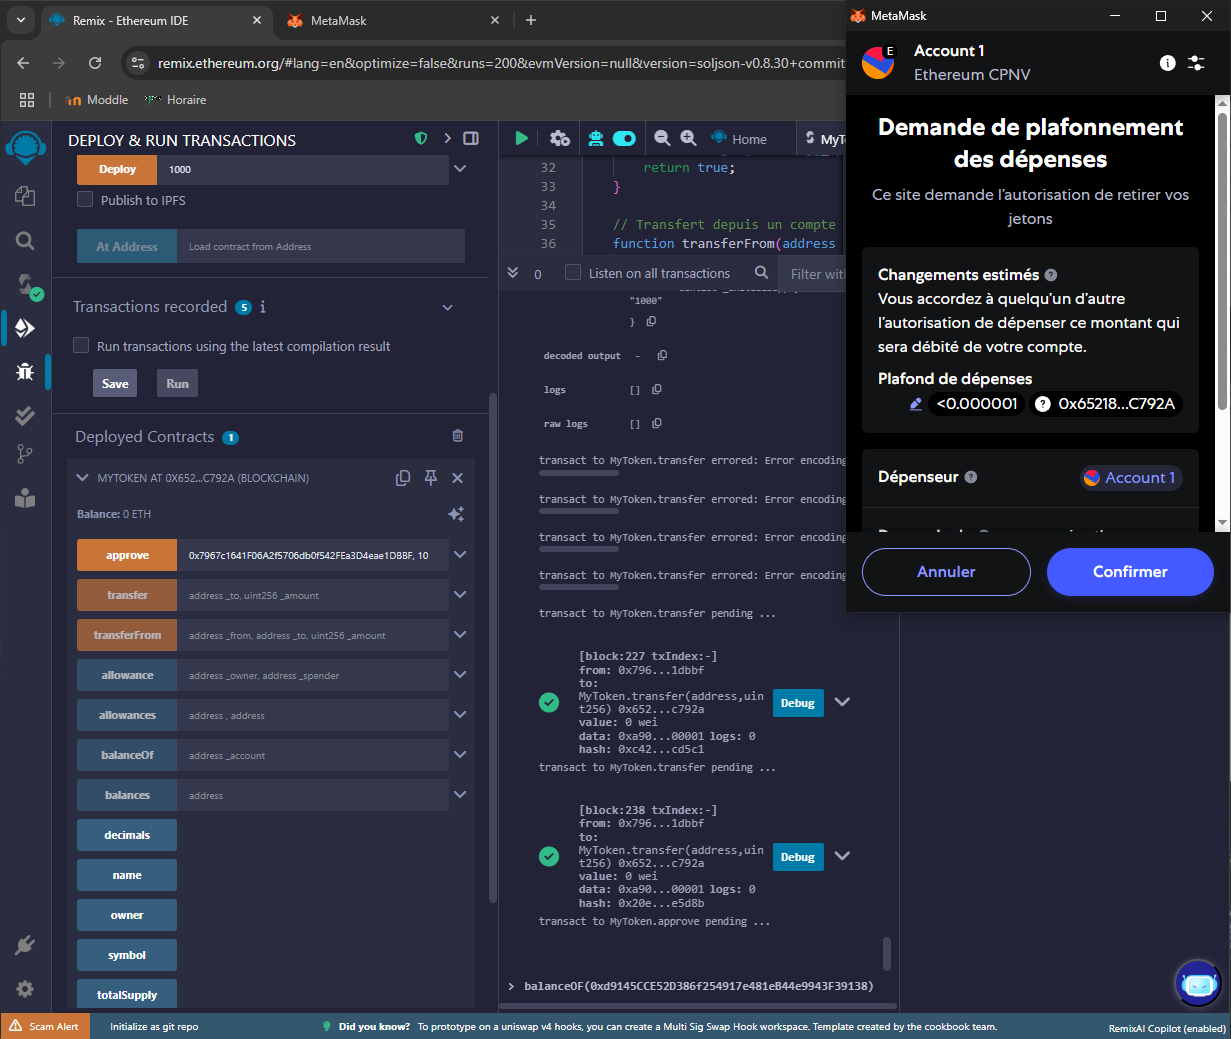 Remix - Ethereum IDE
MetaMask
remix.ethereum.org/#lang=en&optimize=false&runs=200&evmVersion=null&version=soljson-v0.8.30+commit
Moddle
Horaire
DEPLOY & RUN TRANSACTIONS
Deploy
1000
Publish to IPFS
At Address
Load contract from Address
Transactions recorded 5 i
Run transactions using the latest compilation result
Save
Run
Deployed Contracts 1
MYTOKEN AT 0X652...C792A (BLOCKCHAIN)
Balance: 0 ETH
approve
0x7967c1641F06A2f5706db0f542FEa3D4eae1DBBF, 10
transfer
address _to, uint256 _amount
transferFrom
address _from, address _to, uint256 _amount
allowance
address _owner, address _spender
allowances
address , address
balanceOf
address _account
balances
address
decimals
name
owner
symbol
totalSupply
Home
MyTo
32 return true;
33 }
34
35 // Transfert depuis un compte
36 function transferFrom(address
0
Listen on all transactions
Filter with
"1000"
}
decoded output -
logs []
raw logs []
transact to MyToken.transfer errored: Error encoding
transact to MyToken.transfer errored: Error encoding
transact to MyToken.transfer errored: Error encoding
transact to MyToken.transfer errored: Error encoding
transact to MyToken.transfer pending ...
[block:227 txIndex:-]
from: 0x796...1dbbf
to:
MyToken.transfer(address,uin
t256) 0x652...c792a
value: 0 wei
data: 0xa90...00001 logs: 0
hash: 0xc42...cd5c1
Debug
transact to MyToken.transfer pending ...
[block:238 txIndex:-]
from: 0x796...1dbbf
to:
MyToken.transfer(address,uin
t256) 0x652...c792a
value: 0 wei
data: 0xa90...00001 logs: 0
hash: 0x20e...e5d8b
Debug
transact to MyToken.approve pending ...
> balanceOF(0xd9145CCE52D386f254917e481eB44e9943F39138)
MetaMask
E
Account 1
Ethereum CPNV
Demande de plafonnement
des dépenses
Ce site demande l'autorisation de retirer vos
jetons
Changements estimés
Vous accordez à quelqu'un d'autre
l'autorisation de dépenser ce montant qui
sera débité de votre compte.
Plafond de dépenses
<0.000001
0x65218...C792A
Dépenseur
Account 1
Annuler
Confirmer
Scam Alert
Initialize as git repo
Did you know? To prototype on a uniswap v4 hooks, you can create a Multi Sig Swap Hook workspace. Template created by the cookbook team.
RemixAI Copilot (enabled)